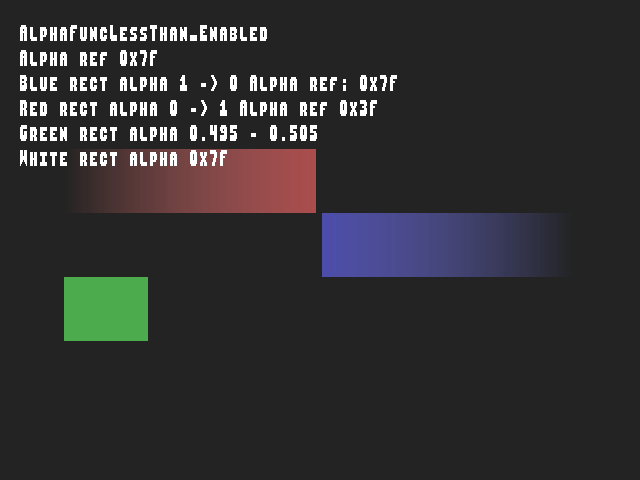 AlphaFuncLessThan_Enabled
Alpha ref 0x7f
Blue rect alpha 1 -> 0 Alpha ref: 0x7f
Red rect alpha 0 -> 1 Alpha ref 0x3f
Green rect alpha 0.495 - 0.505
White rect alpha 0x7f